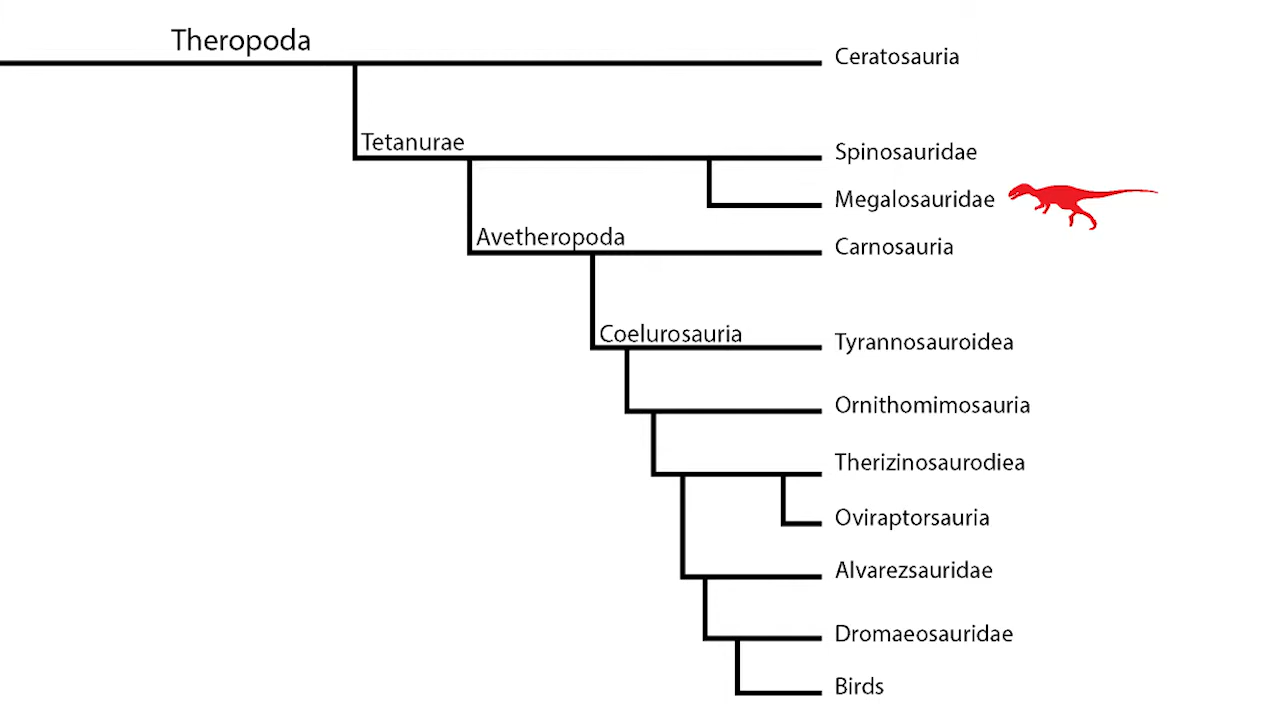 Theropoda
Ceratosauria
Tetanurae
Spinosauridae
Megalosauridae
Avetheropoda
Carnosauria
Coelurosauria
Tyrannosauroidea
Ornithomimosauria
Therizinosaurodiea
Oviraptorsauria
Alvarezsauridae
Dromaeosauridae
Birds